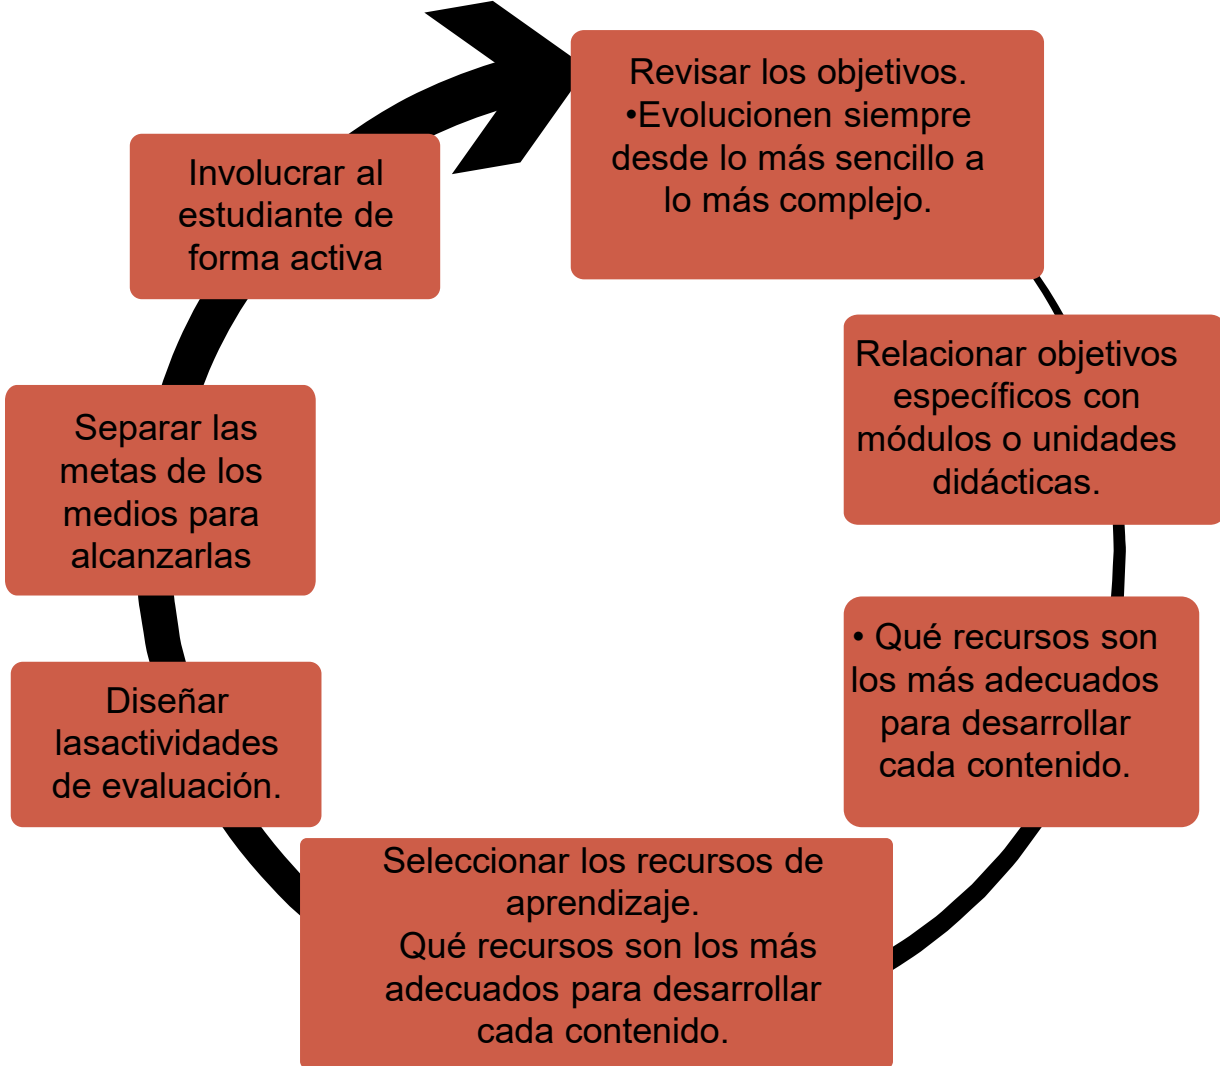 Revisar los objetivos.
•Evolucionen siempre
desde lo más sencillo a
lo más complejo.
Relacionar objetivos
específicos con
módulos o unidades
didácticas.
• Qué recursos son
los más adecuados
para desarrollar
cada contenido.
Seleccionar los recursos de
aprendizaje.
Qué recursos son los más
adecuados para desarrollar
cada contenido.
Diseñar
lasactividades
de evaluación.
Separar las
metas de los
medios para
alcanzarlas
Involucrar al
estudiante de
forma activa